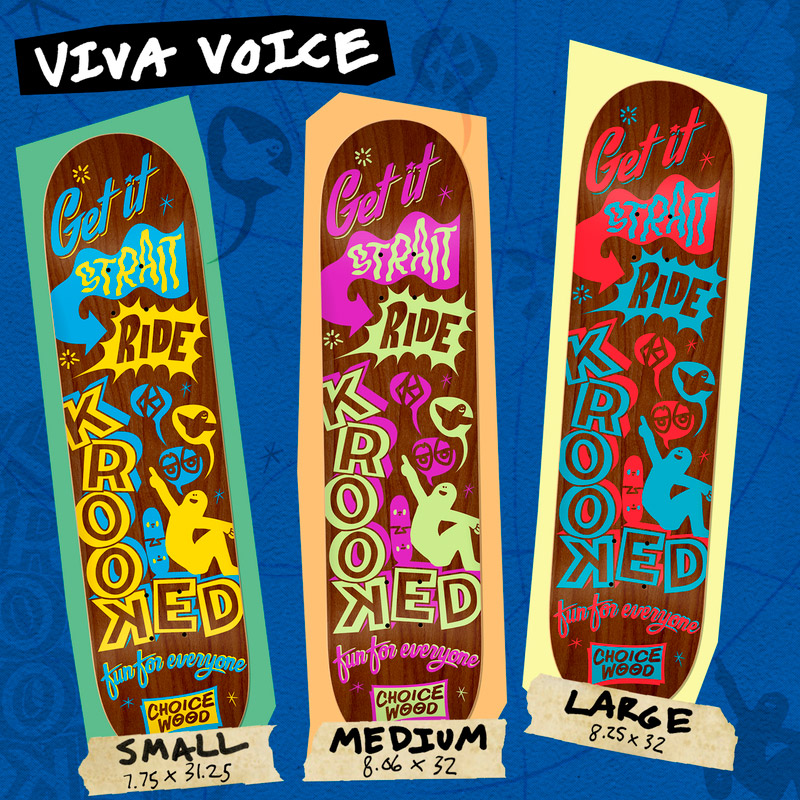 VIVA VOICE
Get it
STRAIT
RIDE
KROOKED
fun for everyone
CHOICE
WOOD
SMALL
7.75 x 31.25
Get it
STRAIT
RIDE
KROOKED
fun for everyone
CHOICE
WOOD
MEDIUM
8.06 x 32
Get it
STRAIT
RIDE
KROOKED
fun for everyone
CHOICE
WOOD
LARGE
8.25 x 32